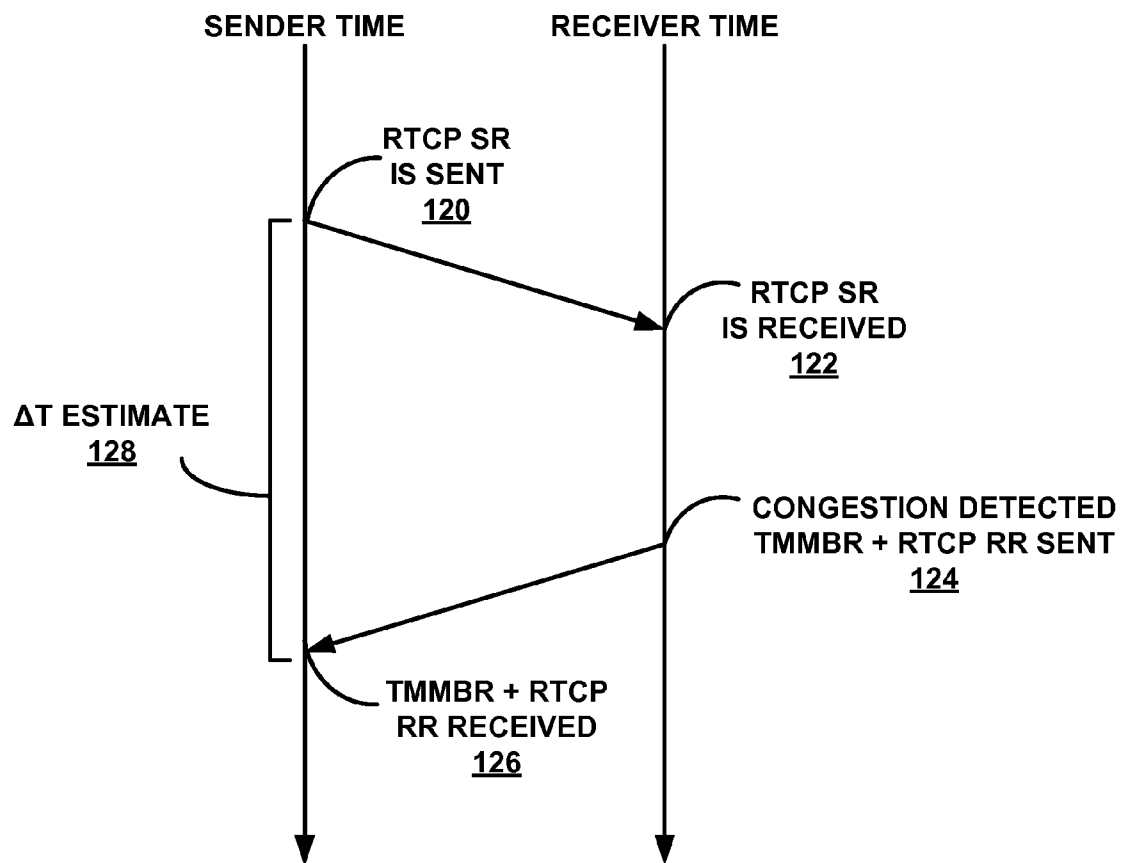 SENDER TIME
RECEIVER TIME
RTCP SR
IS SENT
120
RTCP SR
IS RECEIVED
122
ΔT ESTIMATE
128
CONGESTION DETECTED
TMMBR + RTCP RR SENT
124
TMMBR + RTCP
RR RECEIVED
126